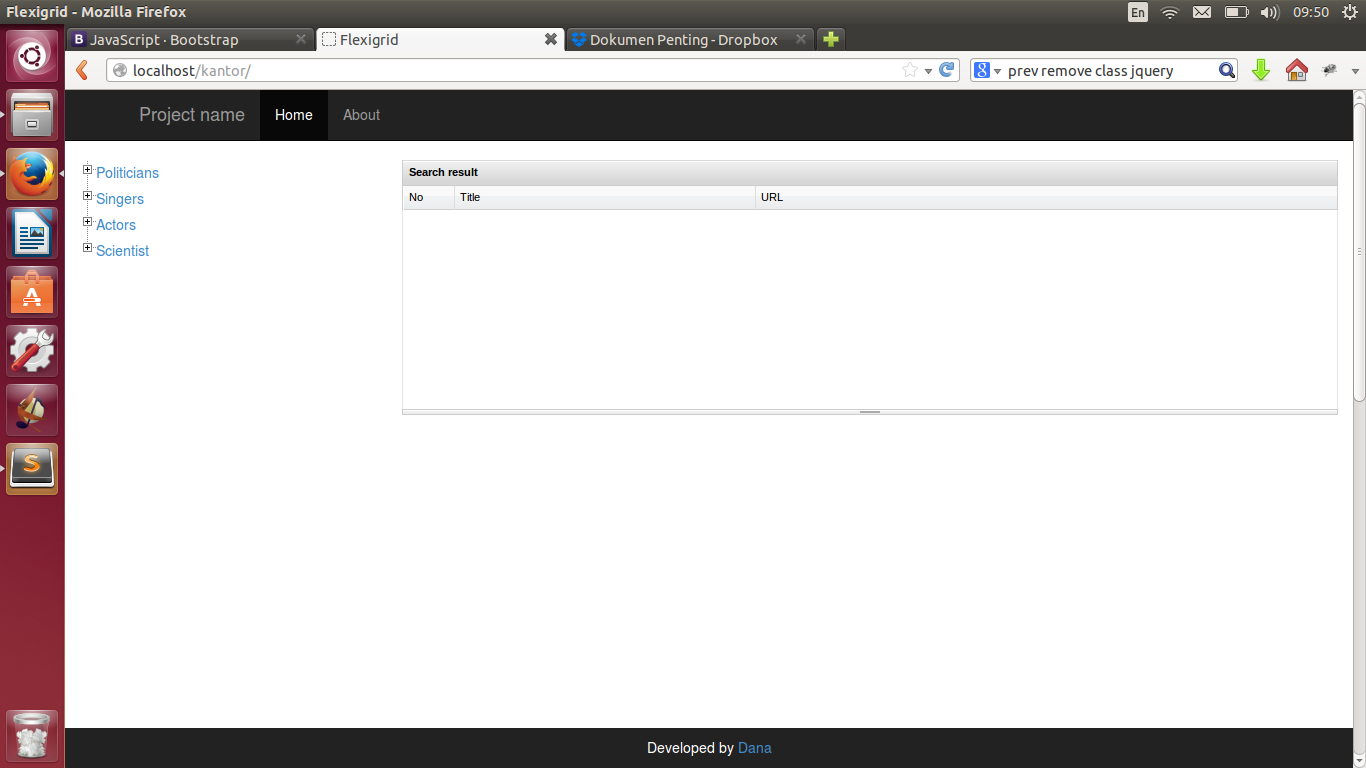 Flexigrid - Mozilla Firefox
En
09:50
B JavaScript · Bootstrap
Flexigrid
Dokumen Penting - Dropbox
localhost/kantor/
8 prev remove class jquery
Project name
Home
About
Politicians
Singers
Actors
Scientist
Search result
No
Title
URL
A
S
Developed by Dana